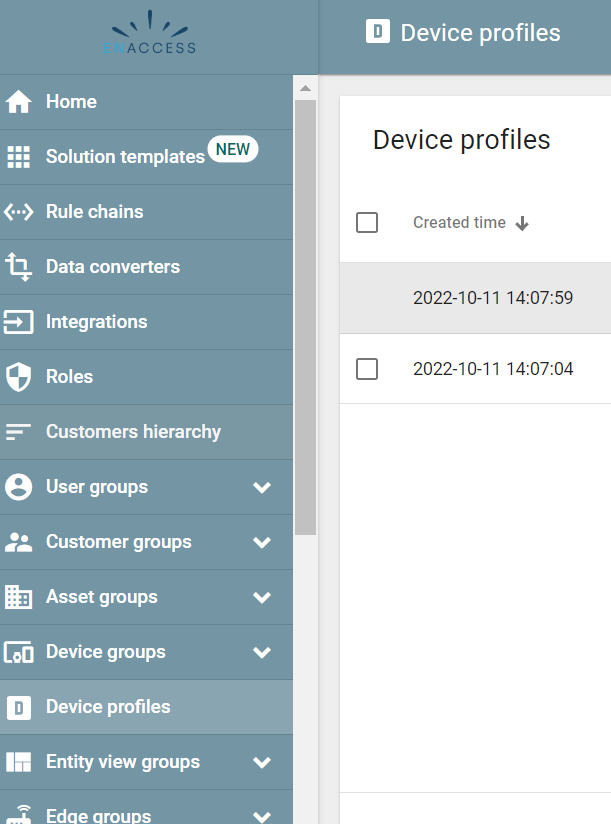 ENACCESS
Device profiles
Home
Solution templates NEW
Rule chains
Data converters
Integrations
Roles
Customers hierarchy
User groups
Customer groups
Asset groups
Device groups
D Device profiles
Entity view groups
Edge groups
D
Device profiles
Created time
2022-10-11 14:07:59
2022-10-11 14:07:04